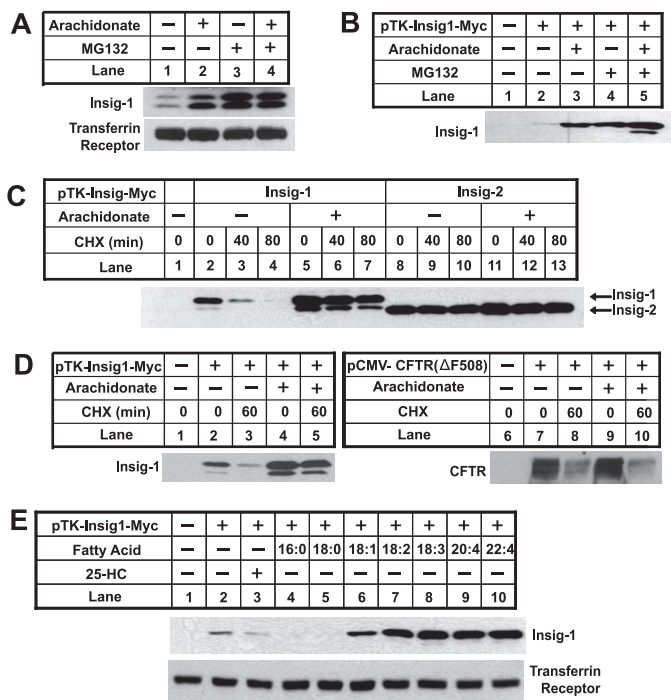 A
Arachidonate − + − +
MG132 − − + +
Lane 1 2 3 4
Insig-1
Transferrin
Receptor
B
pTK-Insig1-Myc − + + + +
Arachidonate − − + − +
MG132 − − − + +
Lane 1 2 3 4 5
Insig-1
C
pTK-Insig-Myc − Insig-1 Insig-2
Arachidonate − − + − +
CHX (min) 0 0 40 80 0 40 80 0 40 80 0 40 80
Lane 1 2 3 4 5 6 7 8 9 10 11 12 13
←Insig-1
←Insig-2
D
pTK-Insig1-Myc − + + + +
Arachidonate − − − + +
CHX (min) 0 0 60 0 60
Lane 1 2 3 4 5
Insig-1
pCMV- CFTR(ΔF508) − + + + +
Arachidonate − − − + +
CHX 0 0 60 0 60
Lane 6 7 8 9 10
CFTR
E
pTK-Insig1-Myc − + + + + + + + + +
Fatty Acid − − − 16:0 18:0 18:1 18:2 18:3 20:4 22:4
25-HC − − + − − − − − − −
Lane 1 2 3 4 5 6 7 8 9 10
Insig-1
Transferrin
Receptor